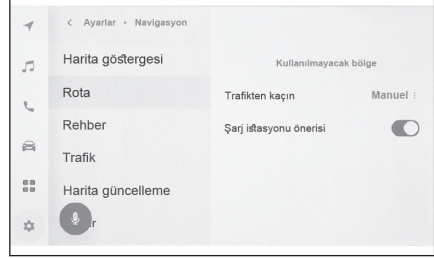 < Ayarlar • Navigasyon
Harita göstergesi
Rota
Rehber
Trafik
Harita güncelleme
r
Kullanılmayacak bölge
Trafikten kaçın Manuel
Şarj istasyonu önerisi